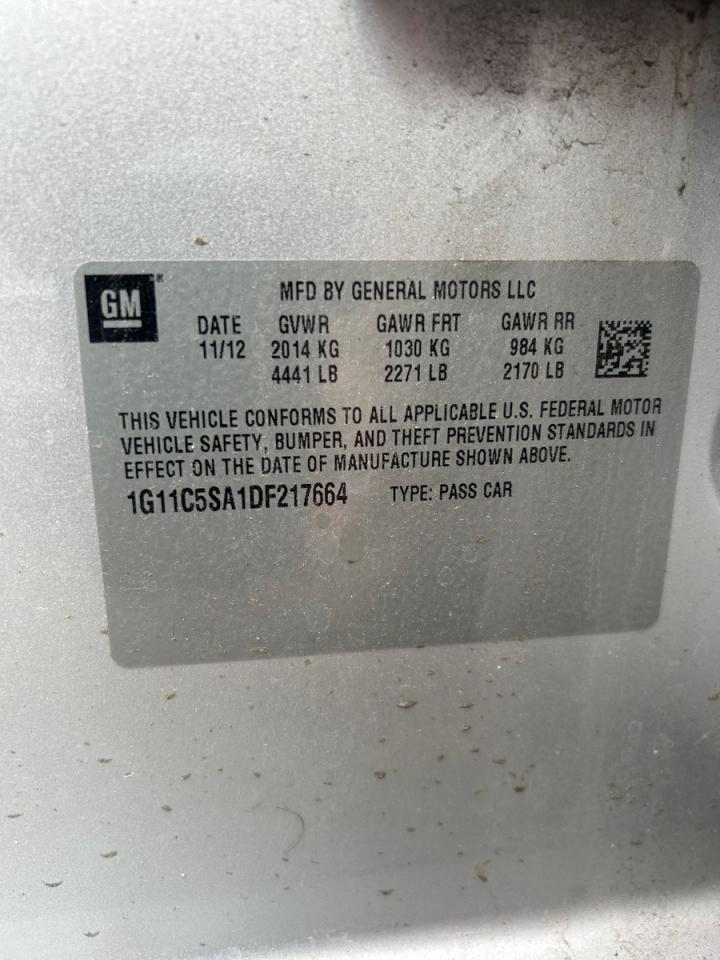 GM®
MFD BY GENERAL MOTORS LLC
DATE GVWR GAWR FRT GAWR RR
11/12 2014 KG 1030 KG 984 KG
4441 LB 2271 LB 2170 LB
THIS VEHICLE CONFORMS TO ALL APPLICABLE U.S. FEDERAL MOTOR
VEHICLE SAFETY, BUMPER, AND THEFT PREVENTION STANDARDS IN
EFFECT ON THE DATE OF MANUFACTURE SHOWN ABOVE.
1G11C5SA1DF217664 TYPE: PASS CAR